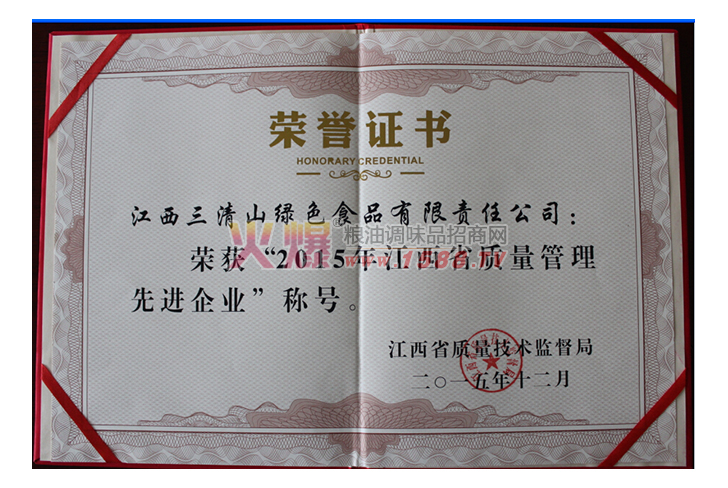 荣誉证书
HONORARY CREDENTIAL
江西三清山绿色食品有限责任公司：
火爆 粮油调味品招商网
荣获“2015年江西省质量管理
先进企业”称号。
江西省质量技术监督局
二〇一五年十二月